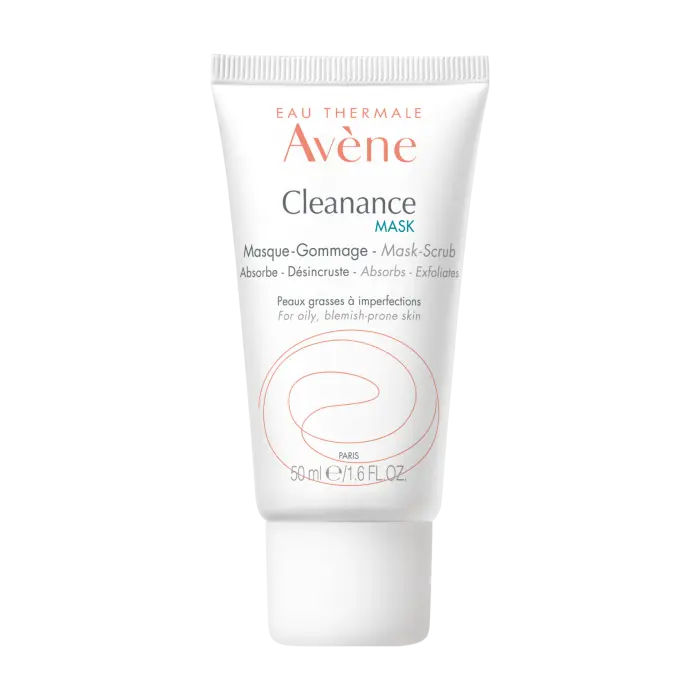 EAU THERMALE
Avène
Cleanance
MASK
Masque-Gommage - Mask-Scrub
Absorbe - Désincruste - Absorbs - Exfoliates
Peaux grasses à imperfections
For oily, blemish-prone skin
PARIS
50 ml ℮/1.6 FL.OZ.